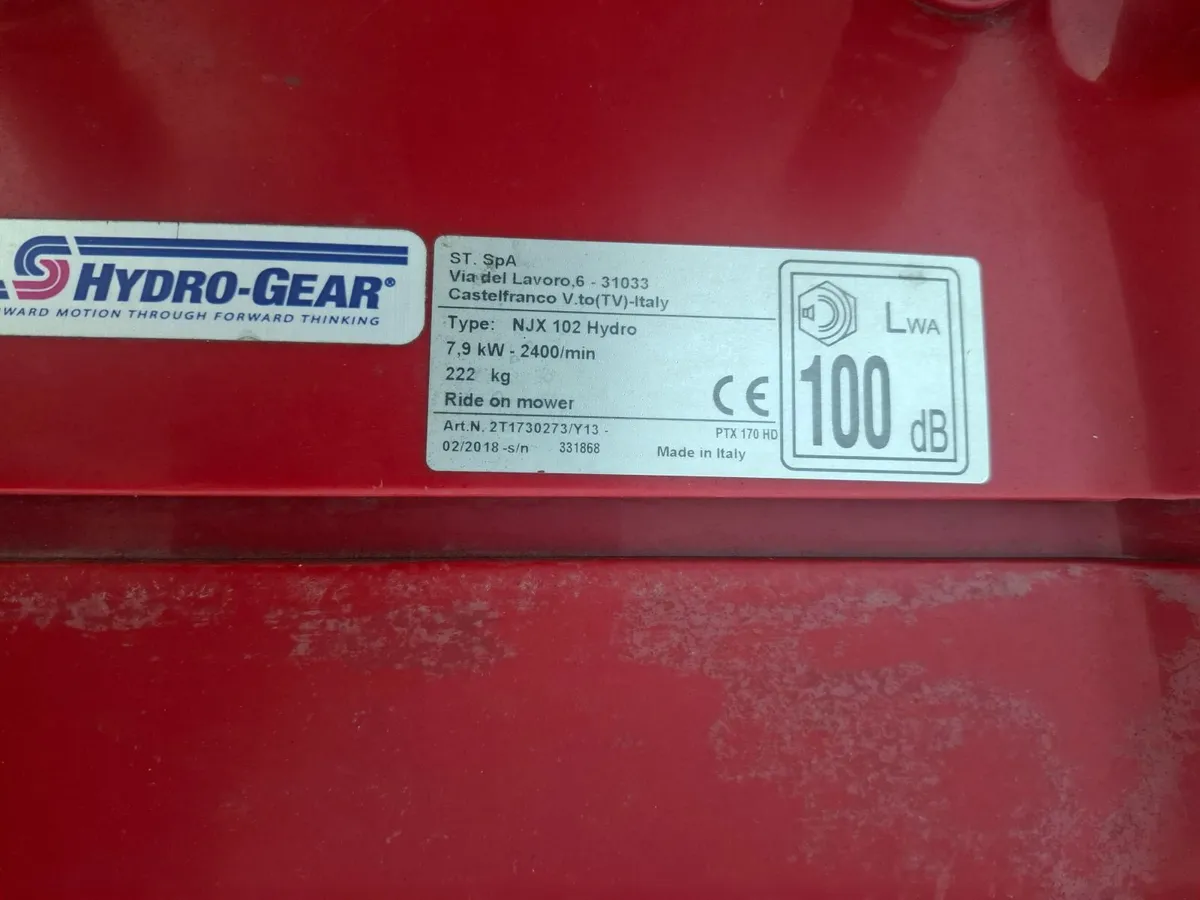 HYDRO-GEAR®
WARD MOTION THROUGH FORWARD THINKING
ST. SpA
Via del Lavoro,6 - 31033
Castelfranco V.to(TV)-Italy
Type: NJX 102 Hydro
7,9 kW - 2400/min
222 kg
Ride on mower
CE
Art.N. 2T1730273/Y13 -
PTX 170 HD
02/2018 -s/n 331868
Made in Italy
LWA
100 dB